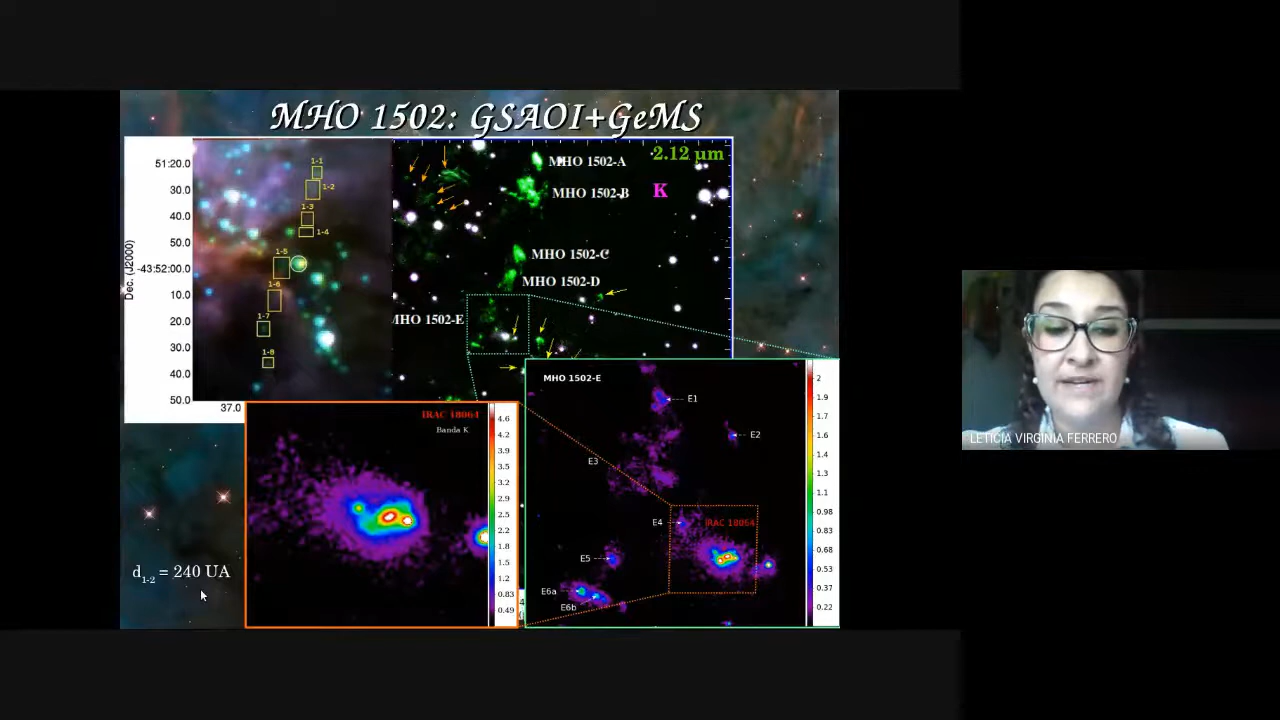 MHO 1502: GSAOI+GeMS
2.12 um
K
MHO 1502-A
MHO 1502-B
MHO 1502-C
MHO 1502-D
MHO 1502-E
Dec. (J2000)
51:20.0
30.0
40.0
50.0
-43:52:00.0
10.0
20.0
30.0
40.0
50.0
37.0
1-1
1-2
1-3
1-4
1-5
1-6
1-7
1-8
IRAC 18064
Banda K
4.6
4.2
3.9
3.5
3.2
2.9
2.5
2.2
1.8
1.5
1.2
0.83
0.49
MHO 1502-E
E1
E2
E3
E4
IRAC 18064
E5
E6a
E6b
2
1.9
1.7
1.6
1.4
1.3
1.1
0.98
0.83
0.68
0.53
0.37
0.22
d1-2 = 240 UA
LETICIA VIRGINIA FERRERO